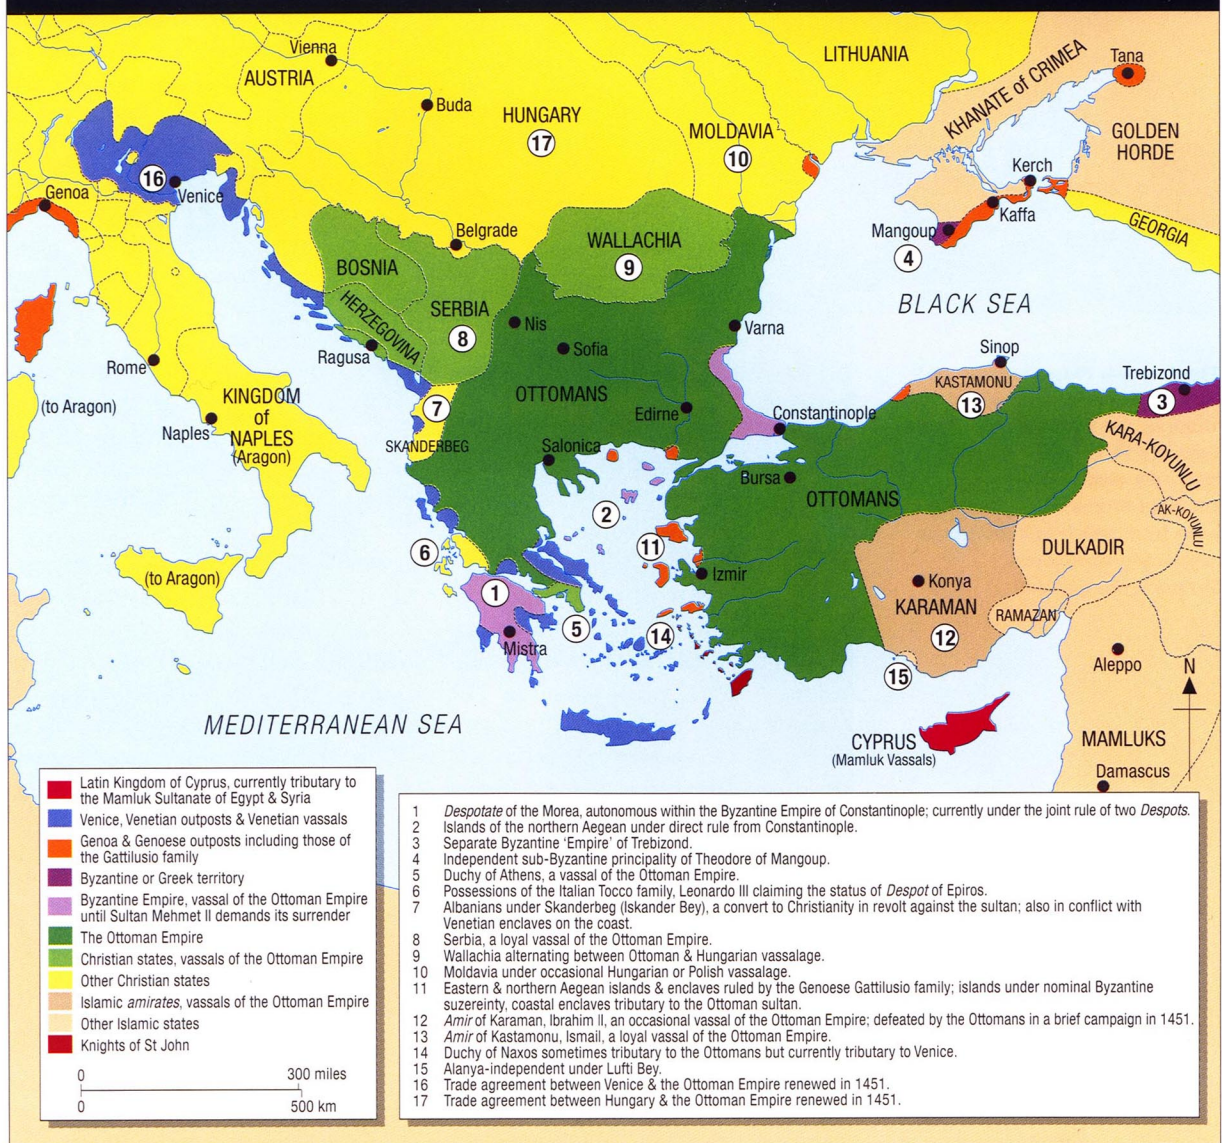 Vienna
AUSTRIA
Buda
HUNGARY
17
LITHUANIA
MOLDAVIA
10
KHANATE of CRIMEA
Tana
GOLDEN
HORDE
Kerch
Kaffa
Mangoup
4
GEORGIA
16
Venice
Genoa
Belgrade
WALLACHIA
9
BOSNIA
HERZEGOVINA
SERBIA
8
BLACK SEA
Nis
Sofia
Varna
Ragusa
Rome
Sinop
KASTAMONU
13
Trebizond
3
(to Aragon)
KINGDOM
of
NAPLES
(Aragon)
Naples
7
SKANDERBEG
OTTOMANS
Edirne
Constantinople
Salonica
Bursa
OTTOMANS
KARA-KOYUNLU
AK-KOYUNLU
2
6
11
(to Aragon)
Izmir
DULKADIR
Konya
KARAMAN
12
RAMAZAN
1
Mistra
5
14
15
Aleppo
N
MEDITERRANEAN SEA
CYPRUS
(Mamluk Vassals)
MAMLUKS
Damascus
Latin Kingdom of Cyprus, currently tributary to
the Mamluk Sultanate of Egypt & Syria
Venice, Venetian outposts & Venetian vassals
Genoa & Genoese outposts including those of
the Gattilusio family
Byzantine or Greek territory
Byzantine Empire, vassal of the Ottoman Empire
until Sultan Mehmet II demands its surrender
The Ottoman Empire
Christian states, vassals of the Ottoman Empire
Other Christian states
Islamic amirates, vassals of the Ottoman Empire
Other Islamic states
Knights of St John
0 300 miles
0 500 km
1 Despotate of the Morea, autonomous within the Byzantine Empire of Constantinople; currently under the joint rule of two Despots.
2 Islands of the northern Aegean under direct rule from Constantinople.
3 Separate Byzantine 'Empire' of Trebizond.
4 Independent sub-Byzantine principality of Theodore of Mangoup.
5 Duchy of Athens, a vassal of the Ottoman Empire.
6 Possessions of the Italian Tocco family, Leonardo III claiming the status of Despot of Epiros.
7 Albanians under Skanderbeg (Iskander Bey), a convert to Christianity in revolt against the sultan; also in conflict with
Venetian enclaves on the coast.
8 Serbia, a loyal vassal of the Ottoman Empire.
9 Wallachia alternating between Ottoman & Hungarian vassalage.
10 Moldavia under occasional Hungarian or Polish vassalage.
11 Eastern & northern Aegean islands & enclaves ruled by the Genoese Gattilusio family; islands under nominal Byzantine
suzereinty, coastal enclaves tributary to the Ottoman sultan.
12 Amir of Karaman, Ibrahim II, an occasional vassal of the Ottoman Empire; defeated by the Ottomans in a brief campaign in 1451.
13 Amir of Kastamonu, Ismail, a loyal vassal of the Ottoman Empire.
14 Duchy of Naxos sometimes tributary to the Ottomans but currently tributary to Venice.
15 Alanya-independent under Lufti Bey.
16 Trade agreement between Venice & the Ottoman Empire renewed in 1451.
17 Trade agreement between Hungary & the Ottoman Empire renewed in 1451.